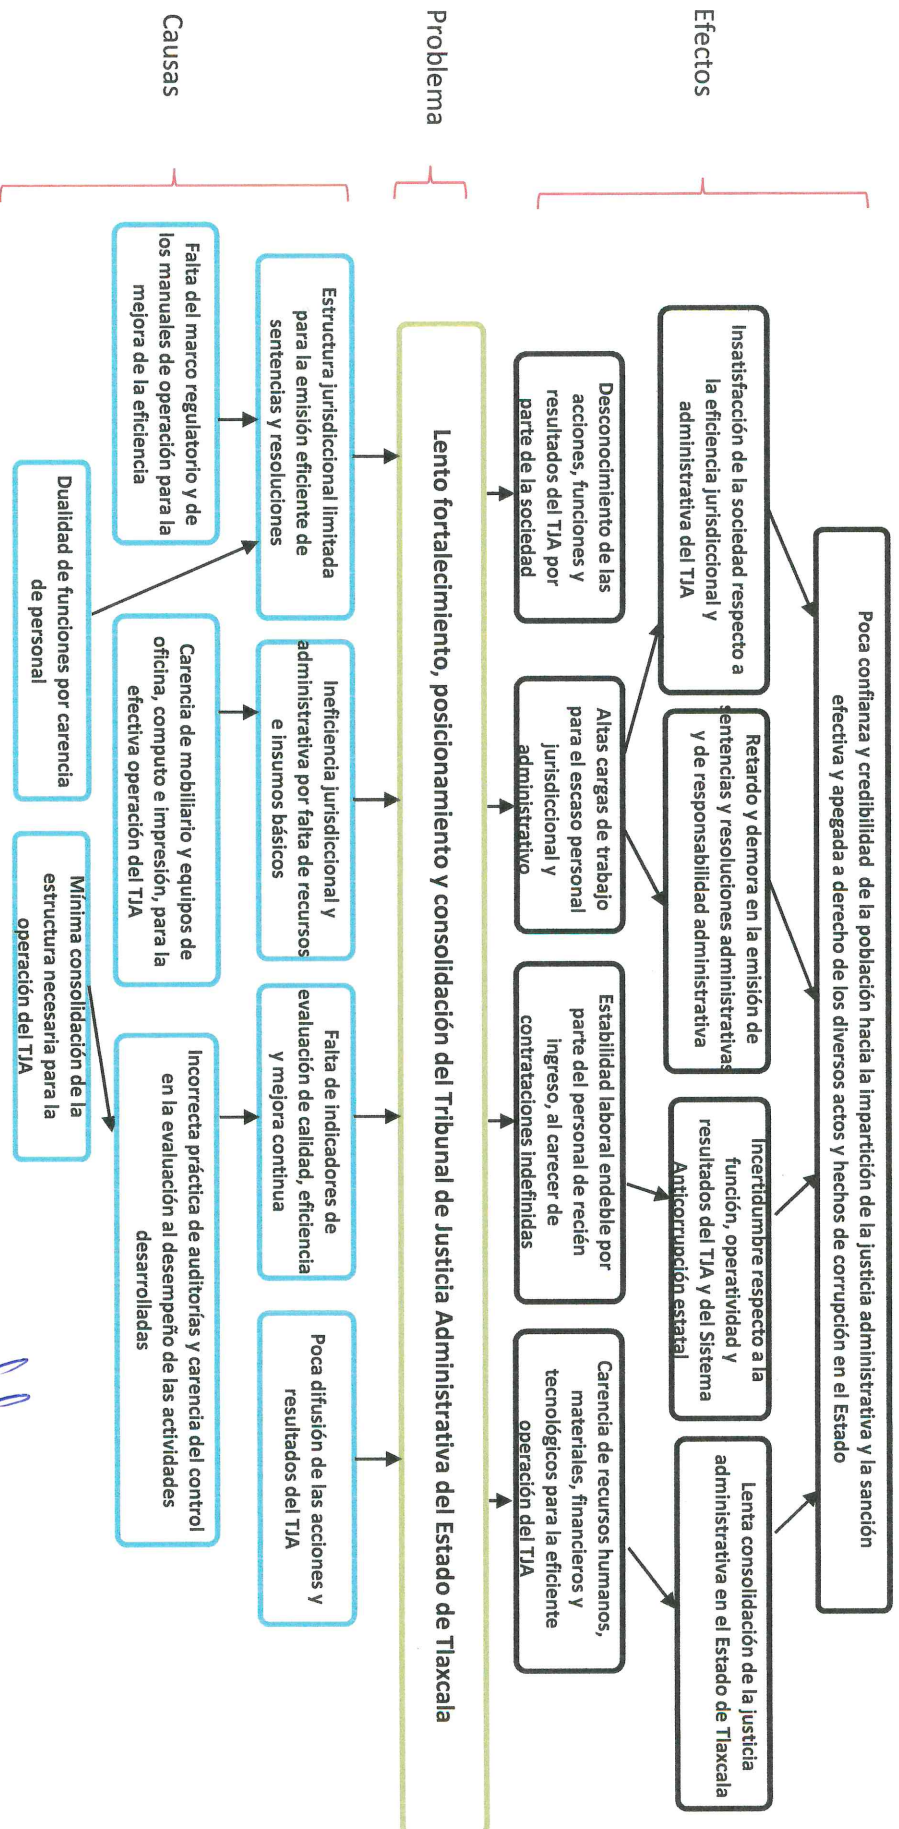 Efectos
Poca confianza y credibilidad de la población hacia la impartición de la justicia administrativa y la sanción
efectiva y apegada a derecho de los diversos actos y hechos de corrupción en el Estado
Insatisfacción de la sociedad respecto a
la eficiencia jurisdiccional y
administrativa del TJA
Retardo y demora en la emisión de
sentencias y resoluciones administrativas
y de responsabilidad administrativa
Incertidumbre respecto a la
función, operatividad y
resultados del TJA y del Sistema
Anticorrupción estatal
Lenta consolidación de la justicia
administrativa en el Estado de Tlaxcala
Desconocimiento de las
acciones, funciones y
resultados del TJA por
parte de la sociedad
Altas cargas de trabajo
para el escaso personal
jurisdiccional y
administrativo
Estabilidad laboral endeble por
parte del personal de recién
ingreso, al carecer de
contrataciones indefinidas
Carencia de recursos humanos,
materiales, financieros y
tecnológicos para la eficiente
operación del TJA
Problema
Lento fortalecimiento, posicionamiento y consolidación del Tribunal de Justicia Administrativa del Estado de Tlaxcala
Causas
Estructura jurisdiccional limitada
para la emisión eficiente de
sentencias y resoluciones
Ineficiencia jurisdiccional y
administrativa por falta de recursos
e insumos básicos
Falta de indicadores de
evaluación de calidad, eficiencia
y mejora continua
Poca difusión de las acciones y
resultados del TJA
Falta del marco regulatorio y de
los manuales de operación para la
mejora de la eficiencia
Carencia de mobiliario y equipos de
oficina, computo e impresión, para la
efectiva operación del TJA
Incorrecta práctica de auditorías y carencia del control
en la evaluación al desempeño de las actividades
desarrolladas
Dualidad de funciones por carencia
de personal
Mínima consolidación de la
estructura necesaria para la
operación del TJA